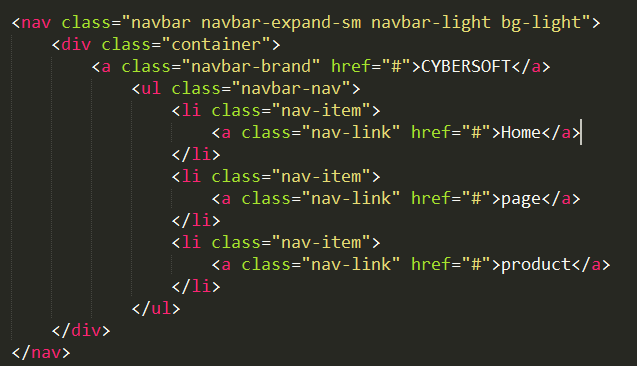 <nav class="navbar navbar-expand-sm navbar-light bg-light">
    <div class="container">
        <a class="navbar-brand" href="#">CYBERSOFT</a>
            <ul class="navbar-nav">
                <li class="nav-item">
                    <a class="nav-link" href="#">Home</a>
                </li>
                <li class="nav-item">
                    <a class="nav-link" href="#">page</a>
                </li>
                <li class="nav-item">
                    <a class="nav-link" href="#">product</a>
                </li>
            </ul>
    </div>
</nav>